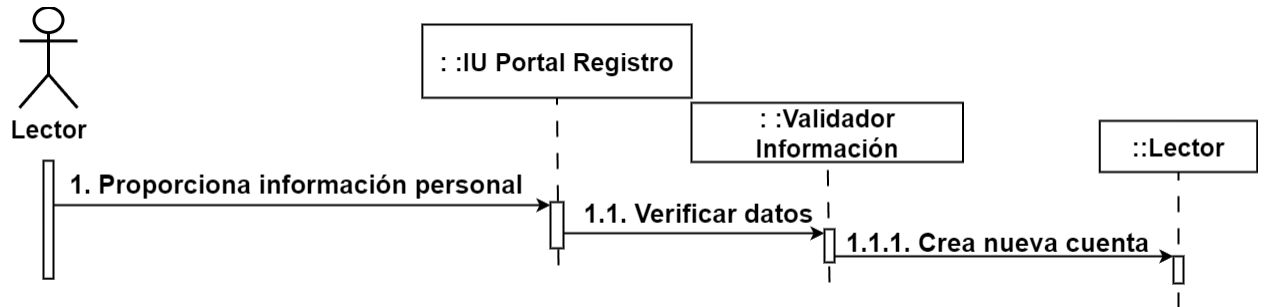 : :IU Portal Registro
: :Validador
Información
::Lector
Lector
1. Proporciona información personal
1.1. Verificar datos
1.1.1. Crea nueva cuenta